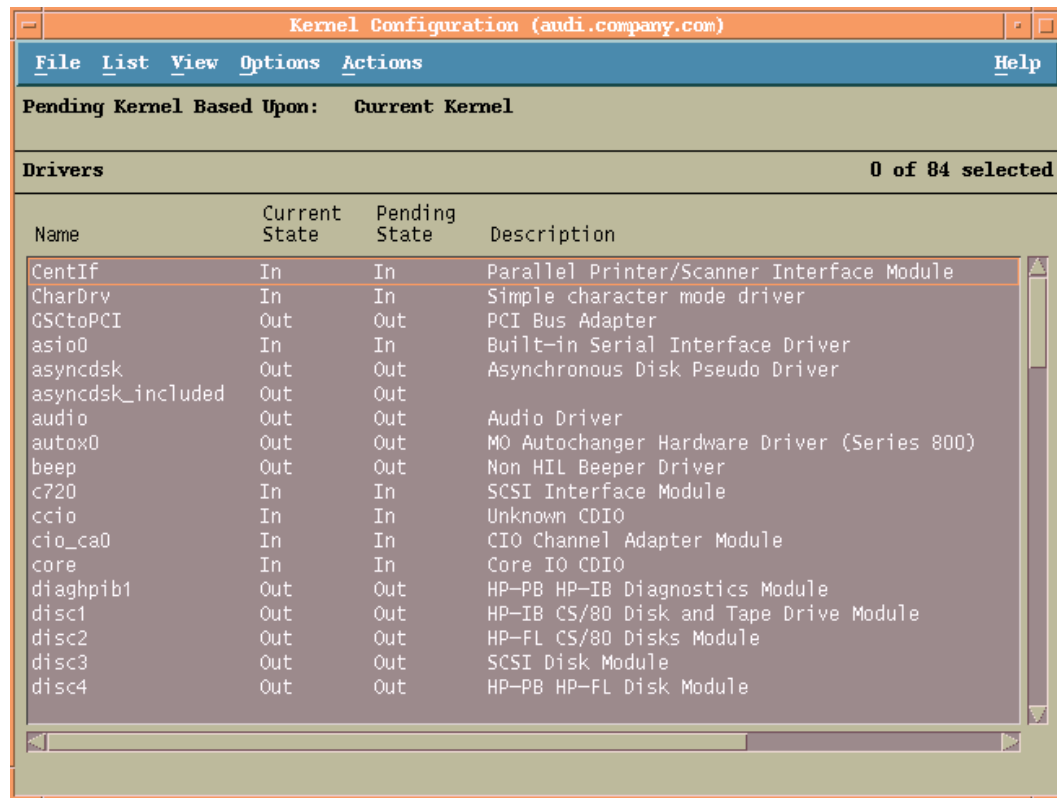 Kernel Configuration (audi.company.com)
File List View Options Actions Help
Pending Kernel Based Upon: Current Kernel
Drivers 0 of 84 selected
Current Pending
Name State State Description
CentIf In In Parallel Printer/Scanner Interface Module
CharDrv In In Simple character mode driver
GSCtoPCI Out Out PCI Bus Adapter
asio0 In In Built-in Serial Interface Driver
asyncdsk Out Out Asynchronous Disk Pseudo Driver
asyncdsk_included Out Out
audio Out Out Audio Driver
autox0 Out Out MO Autochanger Hardware Driver (Series 800)
beep Out Out Non HIL Beeper Driver
c720 In In SCSI Interface Module
ccio In In Unknown CDIO
cio_ca0 In In CIO Channel Adapter Module
core In In Core IO CDIO
diaghpib1 Out Out HP-PB HP-IB Diagnostics Module
disc1 Out Out HP-IB CS/80 Disk and Tape Drive Module
disc2 Out Out HP-FL CS/80 Disks Module
disc3 Out Out SCSI Disk Module
disc4 Out Out HP-PB HP-FL Disk Module